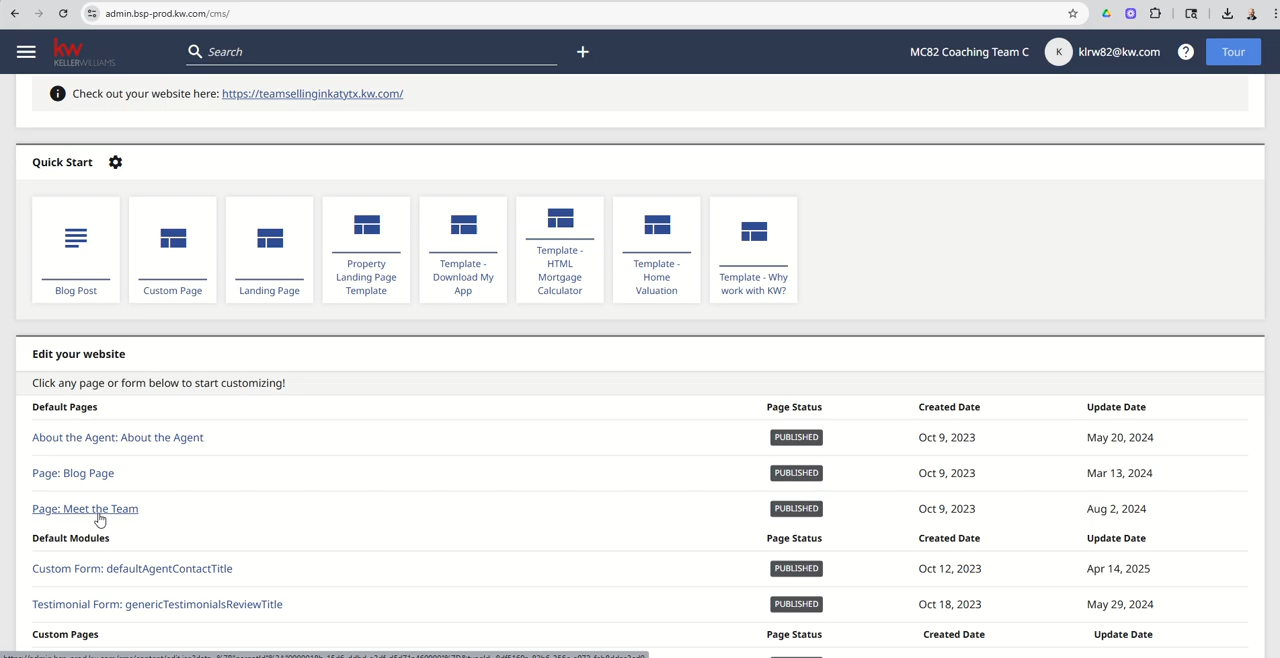 admin.bsp-prod.kw.com/cms/
kw
KELLERWILLIAMS.
Search
MC82 Coaching Team C
K
klrw82@kw.com
?
Tour
Check out your website here: https://teamsellinginkatytx.kw.com/
Quick Start
Blog Post
Custom Page
Landing Page
Property
Landing Page
Template
Template -
Download My
App
Template -
HTML
Mortgage
Calculator
Template -
Home
Valuation
Template - Why
work with KW?
Edit your website
Click any page or form below to start customizing!
Default Pages Page Status Created Date Update Date
About the Agent: About the Agent PUBLISHED Oct 9, 2023 May 20, 2024
Page: Blog Page PUBLISHED Oct 9, 2023 Mar 13, 2024
Page: Meet the Team PUBLISHED Oct 9, 2023 Aug 2, 2024
Default Modules Page Status Created Date Update Date
Custom Form: defaultAgentContactTitle PUBLISHED Oct 12, 2023 Apr 14, 2025
Testimonial Form: genericTestimonialsReviewTitle PUBLISHED Oct 18, 2023 May 29, 2024
Custom Pages Page Status Created Date Update Date